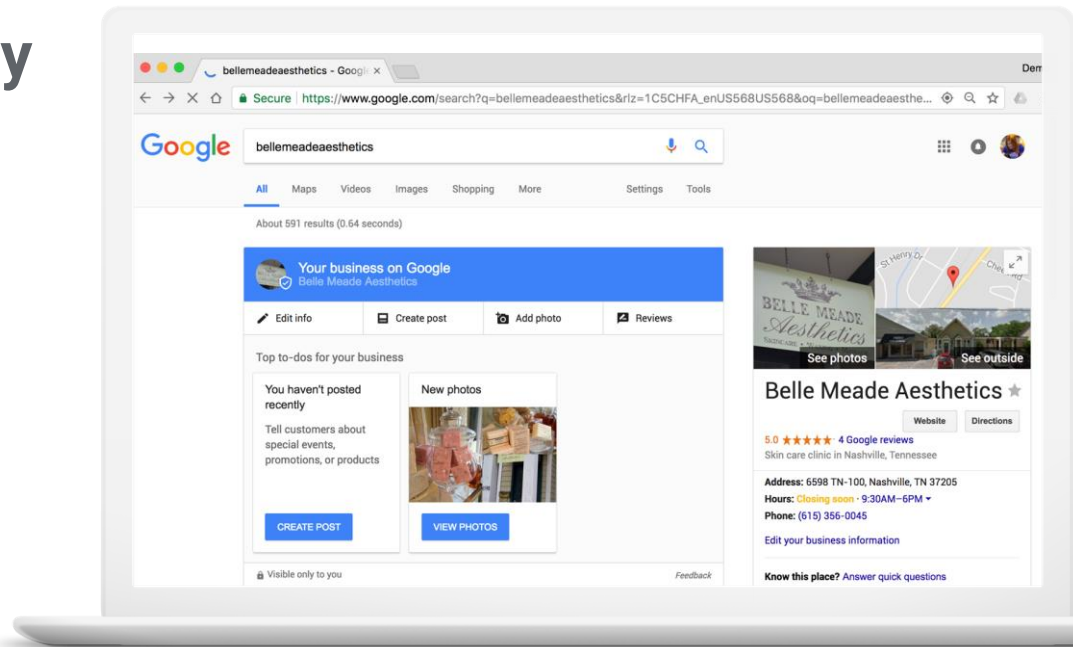 y
bellemeadeaesthetics - Googl
Dem
Secure https://www.google.com/search?q=bellemeadeaesthetics&rlz=1C5CHFA_enUS568US568&oq=bellemeadeaesthe...
Google
bellemeadeaesthetics
All Maps Videos Images Shopping More Settings Tools
About 591 results (0.64 seconds)
Your business on Google
Belle Meade Aesthetics
Edit info Create post Add photo Reviews
Top to-dos for your business
You haven't posted
recently
Tell customers about
special events,
promotions, or products
CREATE POST
New photos
VIEW PHOTOS
Visible only to you Feedback
BELLE MEADE
Aesthetics
See photos
St Henry Dr
See outside
Belle Meade Aesthetics
Website Directions
5.0 ★★★★★ · 4 Google reviews
Skin care clinic in Nashville, Tennessee
Address: 6598 TN-100, Nashville, TN 37205
Hours: Closing soon · 9:30AM–6PM
Phone: (615) 356-0045
Edit your business information
Know this place? Answer quick questions